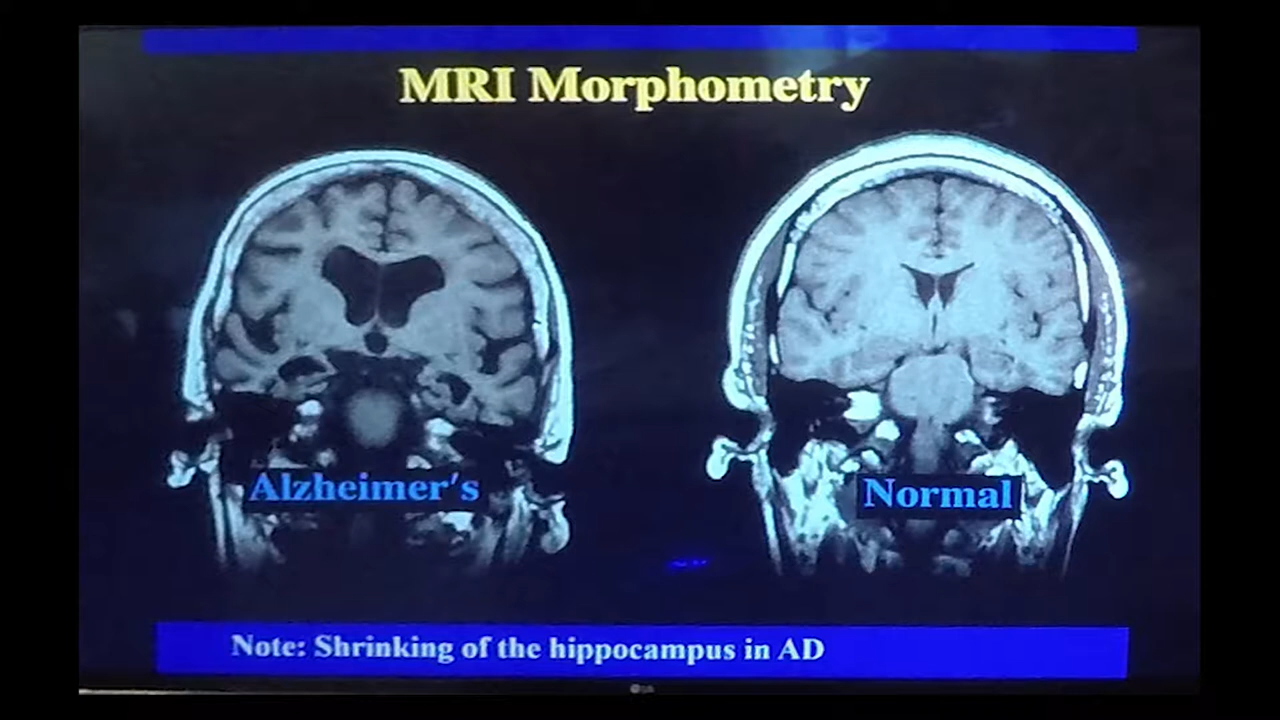 MRI Morphometry
Alzheimer's
Normal
Note: Shrinking of the hippocampus in AD